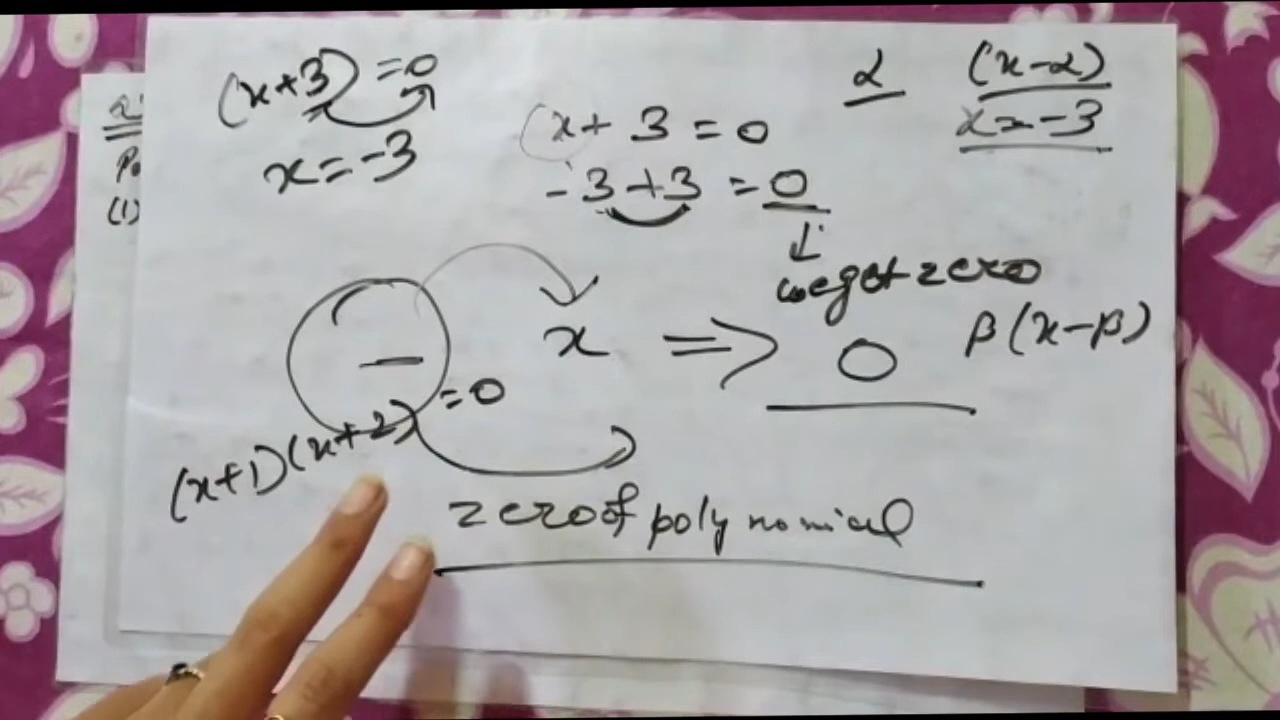 (x+3) = 0
x = -3
x + 3 = 0
-3 + 3 = 0
↓
we get zero
α (x-α)
α = -3
x ⇒ 0
β (x-β)
(x+1)(x+2) = 0
zero of polynomial
(1)